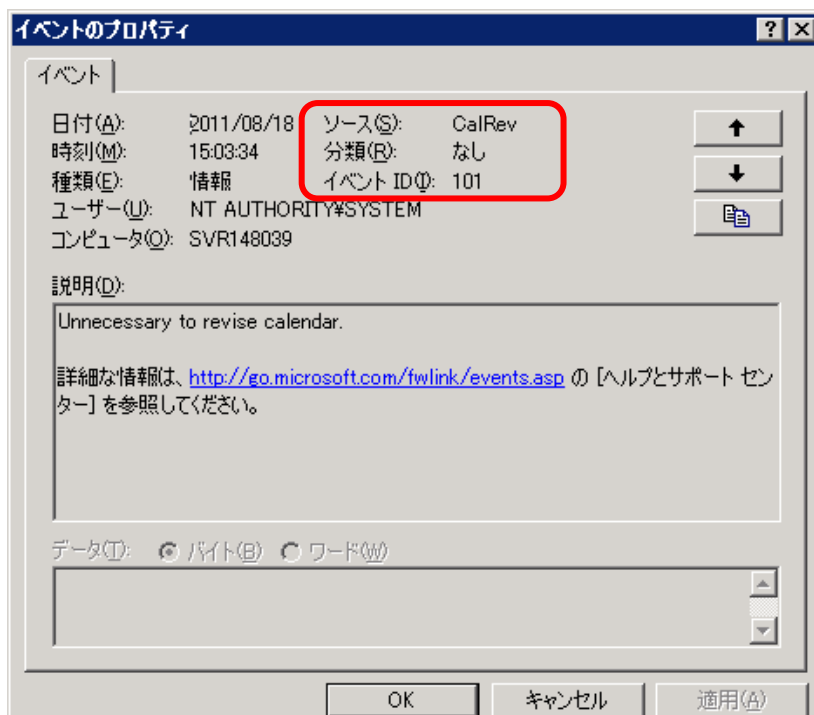 イベントのプロパティ
イベント
日付(A): 2011/08/18 ソース(S): CalRev
時刻(M): 15:03:34 分類(R): なし
種類(E): 情報 イベント ID(I): 101
ユーザー(U): NT AUTHORITY¥SYSTEM
コンピュータ(O): SVR148039
説明(D):
Unnecessary to revise calendar.
詳細な情報は、http://go.microsoft.com/fwlink/events.asp の [ヘルプとサポート セン
ター] を参照してください。
データ(T): バイト(B) ワード(W)
OK キャンセル 適用(A)